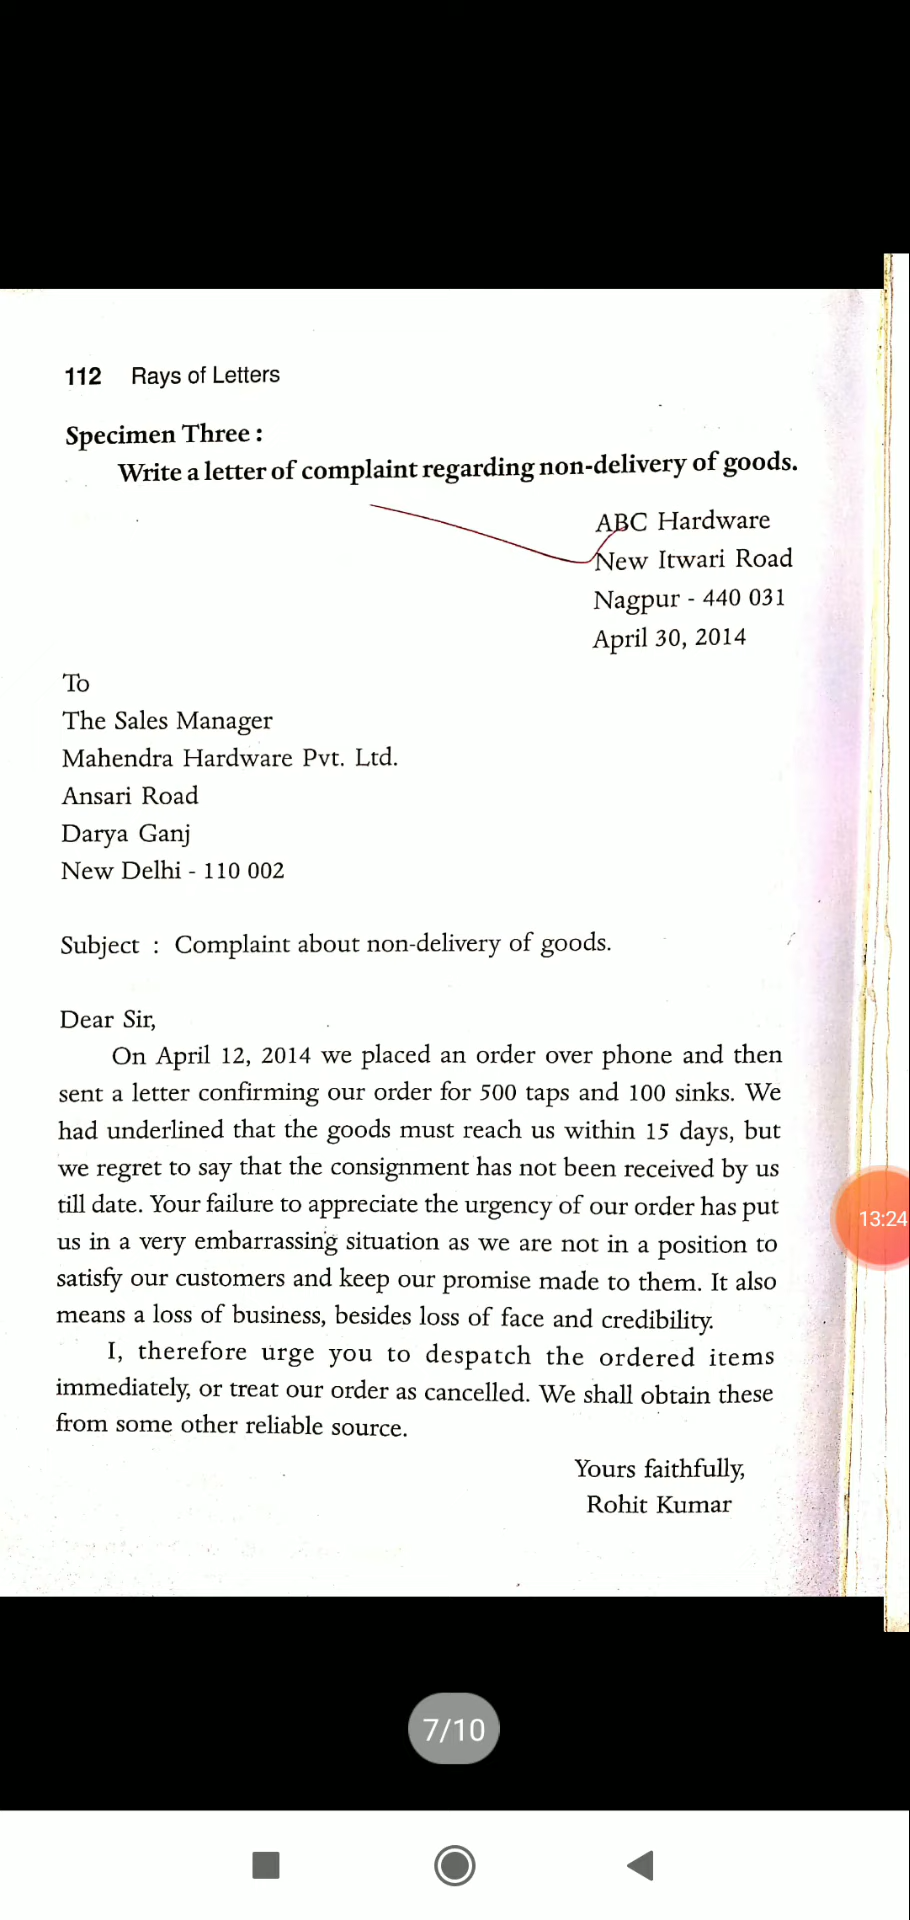 112 Rays of Letters
Specimen Three :
Write a letter of complaint regarding non-delivery of goods.
ABC Hardware
New Itwari Road
Nagpur - 440 031
April 30, 2014
To
The Sales Manager
Mahendra Hardware Pvt. Ltd.
Ansari Road
Darya Ganj
New Delhi - 110 002
Subject : Complaint about non-delivery of goods.
Dear Sir,
On April 12, 2014 we placed an order over phone and then
sent a letter confirming our order for 500 taps and 100 sinks. We
had underlined that the goods must reach us within 15 days, but
we regret to say that the consignment has not been received by us
till date. Your failure to appreciate the urgency of our order has put
us in a very embarrassing situation as we are not in a position to
satisfy our customers and keep our promise made to them. It also
means a loss of business, besides loss of face and credibility.
I, therefore urge you to despatch the ordered items
immediately, or treat our order as cancelled. We shall obtain these
from some other reliable source.
Yours faithfully,
Rohit Kumar
13:24
7/10